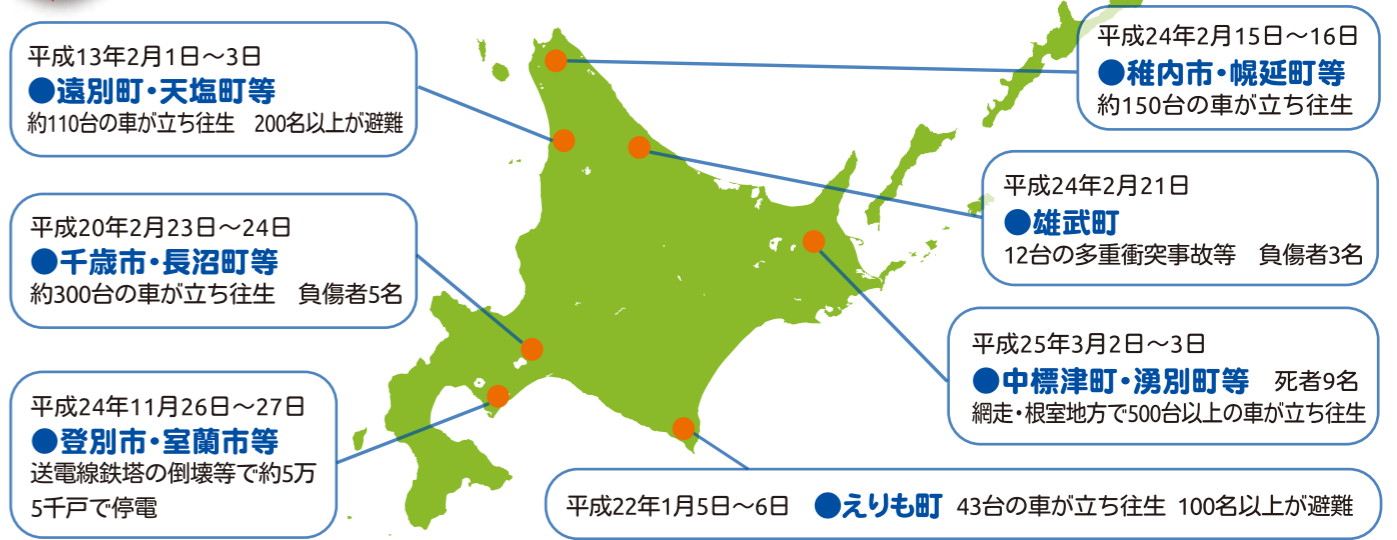 平成13年2月1日〜3日
●遠別町・天塩町等
約110台の車が立ち往生　200名以上が避難
平成20年2月23日〜24日
●千歳市・長沼町等
約300台の車が立ち往生　負傷者5名
平成24年11月26日〜27日
●登別市・室蘭市等
送電線鉄塔の倒壊等で約5万
5千戸で停電
平成24年2月15日〜16日
●稚内市・幌延町等
約150台の車が立ち往生
平成24年2月21日
●雄武町
12台の多重衝突事故等　負傷者3名
平成25年3月2日〜3日
●中標津町・湧別町等　死者9名
網走・根室地方で500台以上の車が立ち往生
平成22年1月5日〜6日　●えりも町　43台の車が立ち往生　100名以上が避難